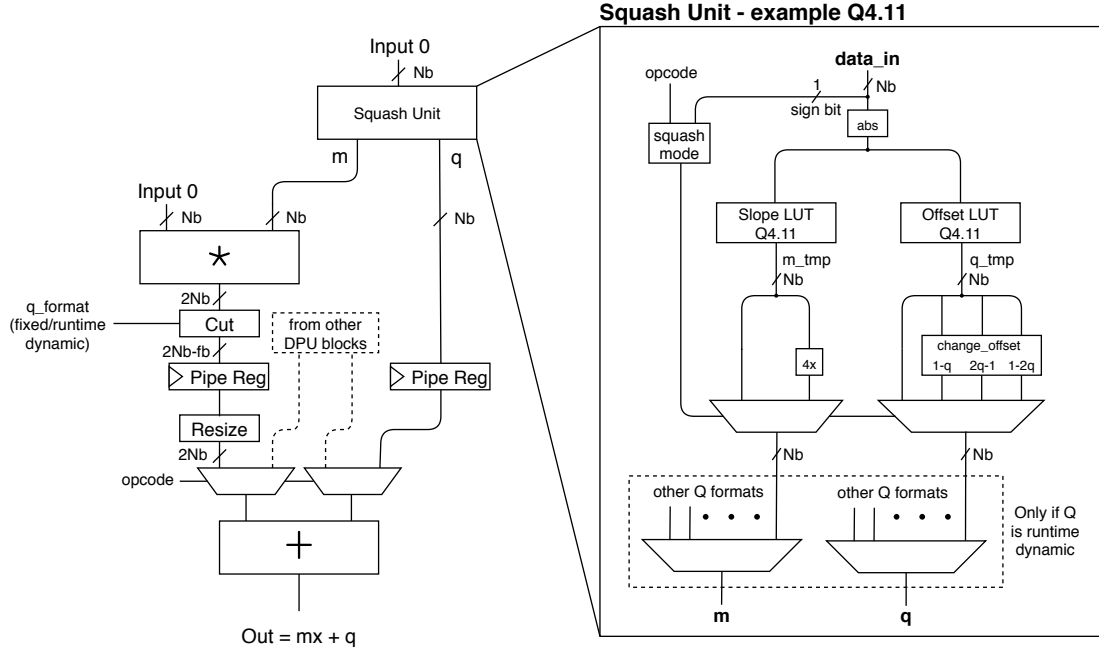 Squash Unit - example Q4.11
Input 0
Nb
Squash Unit
m
q
Input 0
Nb
Nb
Nb
*
2Nb
q_format
(fixed/runtime
dynamic)
Cut
2Nb-fb
from other
DPU blocks
Pipe Reg
Pipe Reg
Resize
2Nb
opcode
+
Out = mx + q
data_in
opcode
1
Nb
sign bit
abs
squash
mode
Slope LUT
Q4.11
Offset LUT
Q4.11
m_tmp
Nb
q_tmp
Nb
change_offset
1-q 2q-1 1-2q
4x
Nb
Nb
other Q formats
other Q formats
• • •
• • •
Only if Q
is runtime
dynamic
m
q